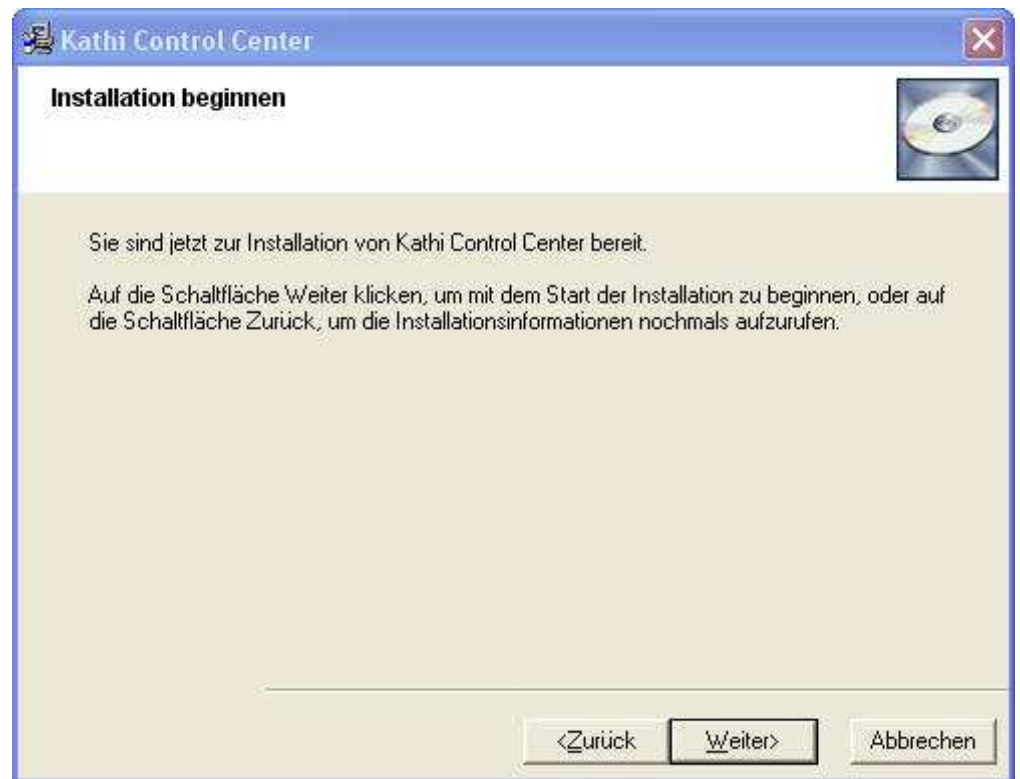 Kathi Control Center
Installation beginnen
Sie sind jetzt zur Installation von Kathi Control Center bereit.
Auf die Schaltfläche Weiter klicken, um mit dem Start der Installation zu beginnen, oder auf
die Schaltfläche Zurück, um die Installationsinformationen nochmals aufzurufen.
<Zurück
Weiter>
Abbrechen